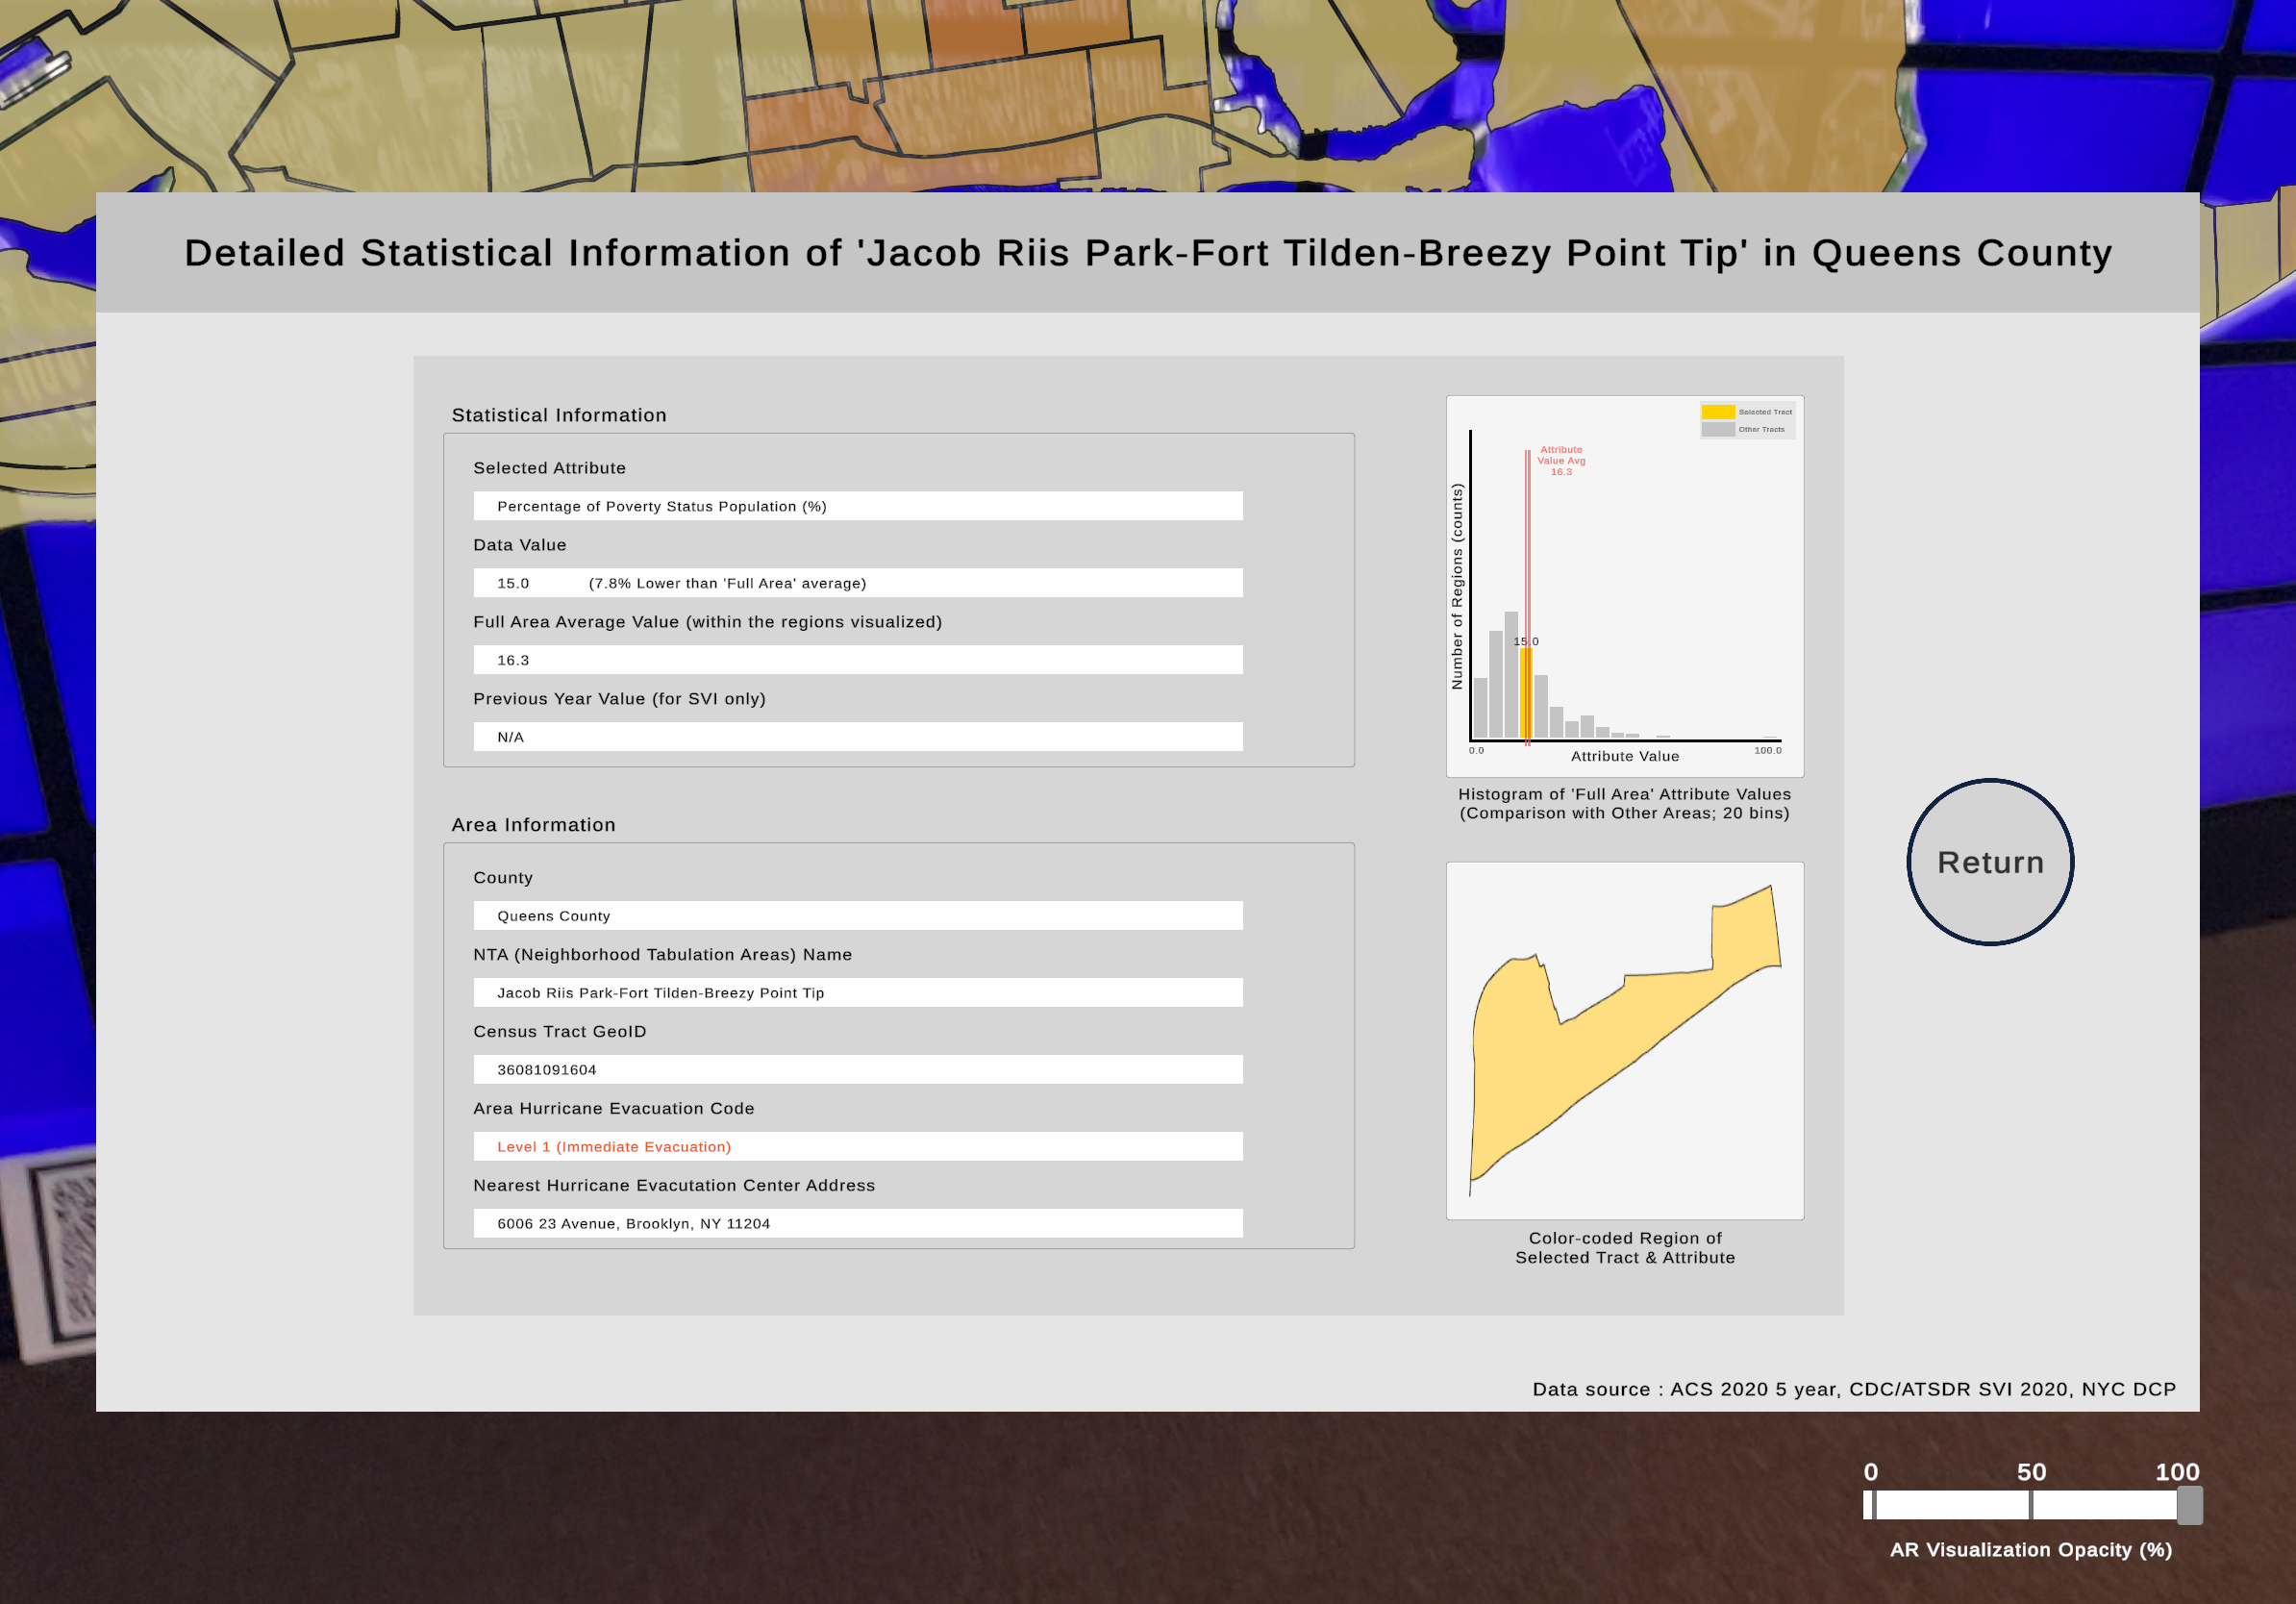 Detailed Statistical Information of 'Jacob Riis Park-Fort Tilden-Breezy Point Tip' in Queens County
Statistical Information
Selected Attribute
Percentage of Poverty Status Population (%)
Data Value
15.0 (7.8% Lower than 'Full Area' average)
Full Area Average Value (within the regions visualized)
16.3
Previous Year Value (for SVI only)
N/A
Area Information
County
Queens County
NTA (Neighborhood Tabulation Areas) Name
Jacob Riis Park-Fort Tilden-Breezy Point Tip
Census Tract GeoID
36081091604
Area Hurricane Evacuation Code
Level 1 (Immediate Evacuation)
Nearest Hurricane Evacutation Center Address
6006 23 Avenue, Brooklyn, NY 11204
Selected Tract
Other Tracts
Attribute
Value Avg
16.3
Number of Regions (counts)
15.0
0.0
100.0
Attribute Value
Histogram of 'Full Area' Attribute Values
(Comparison with Other Areas; 20 bins)
Color-coded Region of
Selected Tract & Attribute
Return
Data source : ACS 2020 5 year, CDC/ATSDR SVI 2020, NYC DCP
0 50 100
AR Visualization Opacity (%)